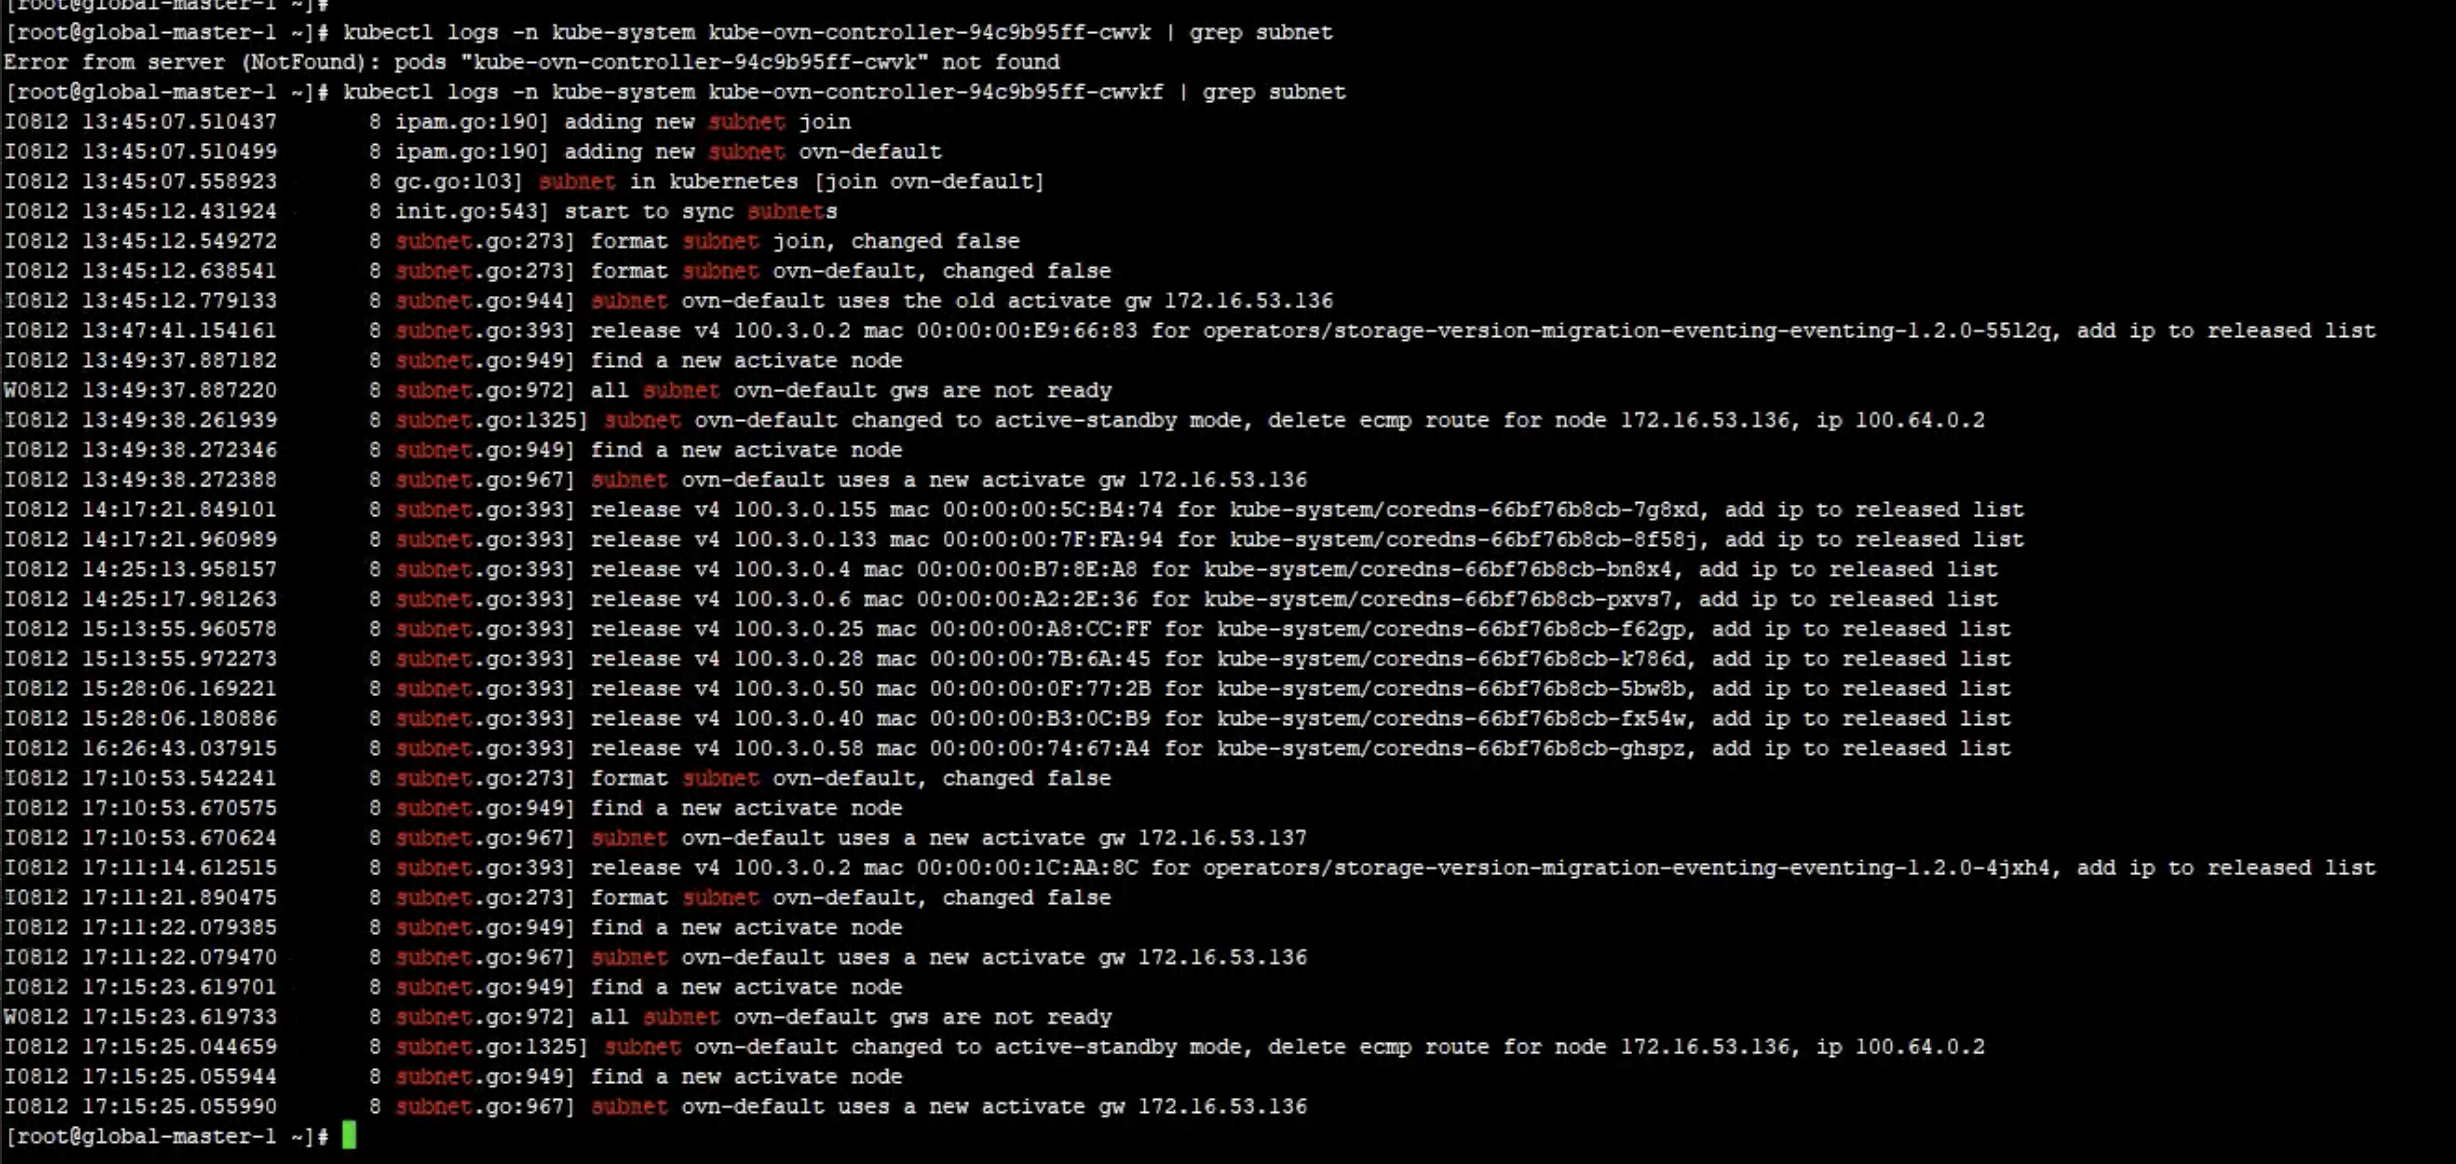 [root@global-master-1 ~]#
[root@global-master-1 ~]# kubectl logs -n kube-system kube-ovn-controller-94c9b95ff-cwvk | grep subnet
Error from server (NotFound): pods "kube-ovn-controller-94c9b95ff-cwvk" not found
[root@global-master-1 ~]# kubectl logs -n kube-system kube-ovn-controller-94c9b95ff-cwvkf | grep subnet
I0812 13:45:07.510437       8 ipam.go:190] adding new subnet join
I0812 13:45:07.510499       8 ipam.go:190] adding new subnet ovn-default
I0812 13:45:07.558923       8 gc.go:103] subnet in kubernetes [join ovn-default]
I0812 13:45:12.431924       8 init.go:543] start to sync subnets
I0812 13:45:12.549272       8 subnet.go:273] format subnet join, changed false
I0812 13:45:12.638541       8 subnet.go:273] format subnet ovn-default, changed false
I0812 13:45:12.779133       8 subnet.go:944] subnet ovn-default uses the old activate gw 172.16.53.136
I0812 13:47:41.154161       8 subnet.go:393] release v4 100.3.0.2 mac 00:00:00:E9:66:83 for operators/storage-version-migration-eventing-eventing-1.2.0-55l2q, add ip to released list
I0812 13:49:37.887182       8 subnet.go:949] find a new activate node
W0812 13:49:37.887220       8 subnet.go:972] all subnet ovn-default gws are not ready
I0812 13:49:38.261939       8 subnet.go:1325] subnet ovn-default changed to active-standby mode, delete ecmp route for node 172.16.53.136, ip 100.64.0.2
I0812 13:49:38.272346       8 subnet.go:949] find a new activate node
I0812 13:49:38.272388       8 subnet.go:967] subnet ovn-default uses a new activate gw 172.16.53.136
I0812 14:17:21.849101       8 subnet.go:393] release v4 100.3.0.155 mac 00:00:00:5C:B4:74 for kube-system/coredns-66bf76b8cb-7g8xd, add ip to released list
I0812 14:17:21.960989       8 subnet.go:393] release v4 100.3.0.133 mac 00:00:00:7F:FA:94 for kube-system/coredns-66bf76b8cb-8f58j, add ip to released list
I0812 14:25:13.958157       8 subnet.go:393] release v4 100.3.0.4 mac 00:00:00:B7:8E:A8 for kube-system/coredns-66bf76b8cb-bn8x4, add ip to released list
I0812 14:25:17.981263       8 subnet.go:393] release v4 100.3.0.6 mac 00:00:00:A2:2E:36 for kube-system/coredns-66bf76b8cb-pxvs7, add ip to released list
I0812 15:13:55.960578       8 subnet.go:393] release v4 100.3.0.25 mac 00:00:00:A8:CC:FF for kube-system/coredns-66bf76b8cb-f62gp, add ip to released list
I0812 15:13:55.972273       8 subnet.go:393] release v4 100.3.0.28 mac 00:00:00:7B:6A:45 for kube-system/coredns-66bf76b8cb-k786d, add ip to released list
I0812 15:28:06.169221       8 subnet.go:393] release v4 100.3.0.50 mac 00:00:00:0F:77:2B for kube-system/coredns-66bf76b8cb-5bw8b, add ip to released list
I0812 15:28:06.180886       8 subnet.go:393] release v4 100.3.0.40 mac 00:00:00:B3:0C:B9 for kube-system/coredns-66bf76b8cb-fx54w, add ip to released list
I0812 16:26:43.037915       8 subnet.go:393] release v4 100.3.0.58 mac 00:00:00:74:67:A4 for kube-system/coredns-66bf76b8cb-ghspz, add ip to released list
I0812 17:10:53.542241       8 subnet.go:273] format subnet ovn-default, changed false
I0812 17:10:53.670575       8 subnet.go:949] find a new activate node
I0812 17:10:53.670624       8 subnet.go:967] subnet ovn-default uses a new activate gw 172.16.53.137
I0812 17:11:14.612515       8 subnet.go:393] release v4 100.3.0.2 mac 00:00:00:1C:AA:8C for operators/storage-version-migration-eventing-eventing-1.2.0-4jxh4, add ip to released list
I0812 17:11:21.890475       8 subnet.go:273] format subnet ovn-default, changed false
I0812 17:11:22.079385       8 subnet.go:949] find a new activate node
I0812 17:11:22.079470       8 subnet.go:967] subnet ovn-default uses a new activate gw 172.16.53.136
I0812 17:15:23.619701       8 subnet.go:949] find a new activate node
W0812 17:15:23.619733       8 subnet.go:972] all subnet ovn-default gws are not ready
I0812 17:15:25.044659       8 subnet.go:1325] subnet ovn-default changed to active-standby mode, delete ecmp route for node 172.16.53.136, ip 100.64.0.2
I0812 17:15:25.055944       8 subnet.go:949] find a new activate node
I0812 17:15:25.055990       8 subnet.go:967] subnet ovn-default uses a new activate gw 172.16.53.136
[root@global-master-1 ~]#